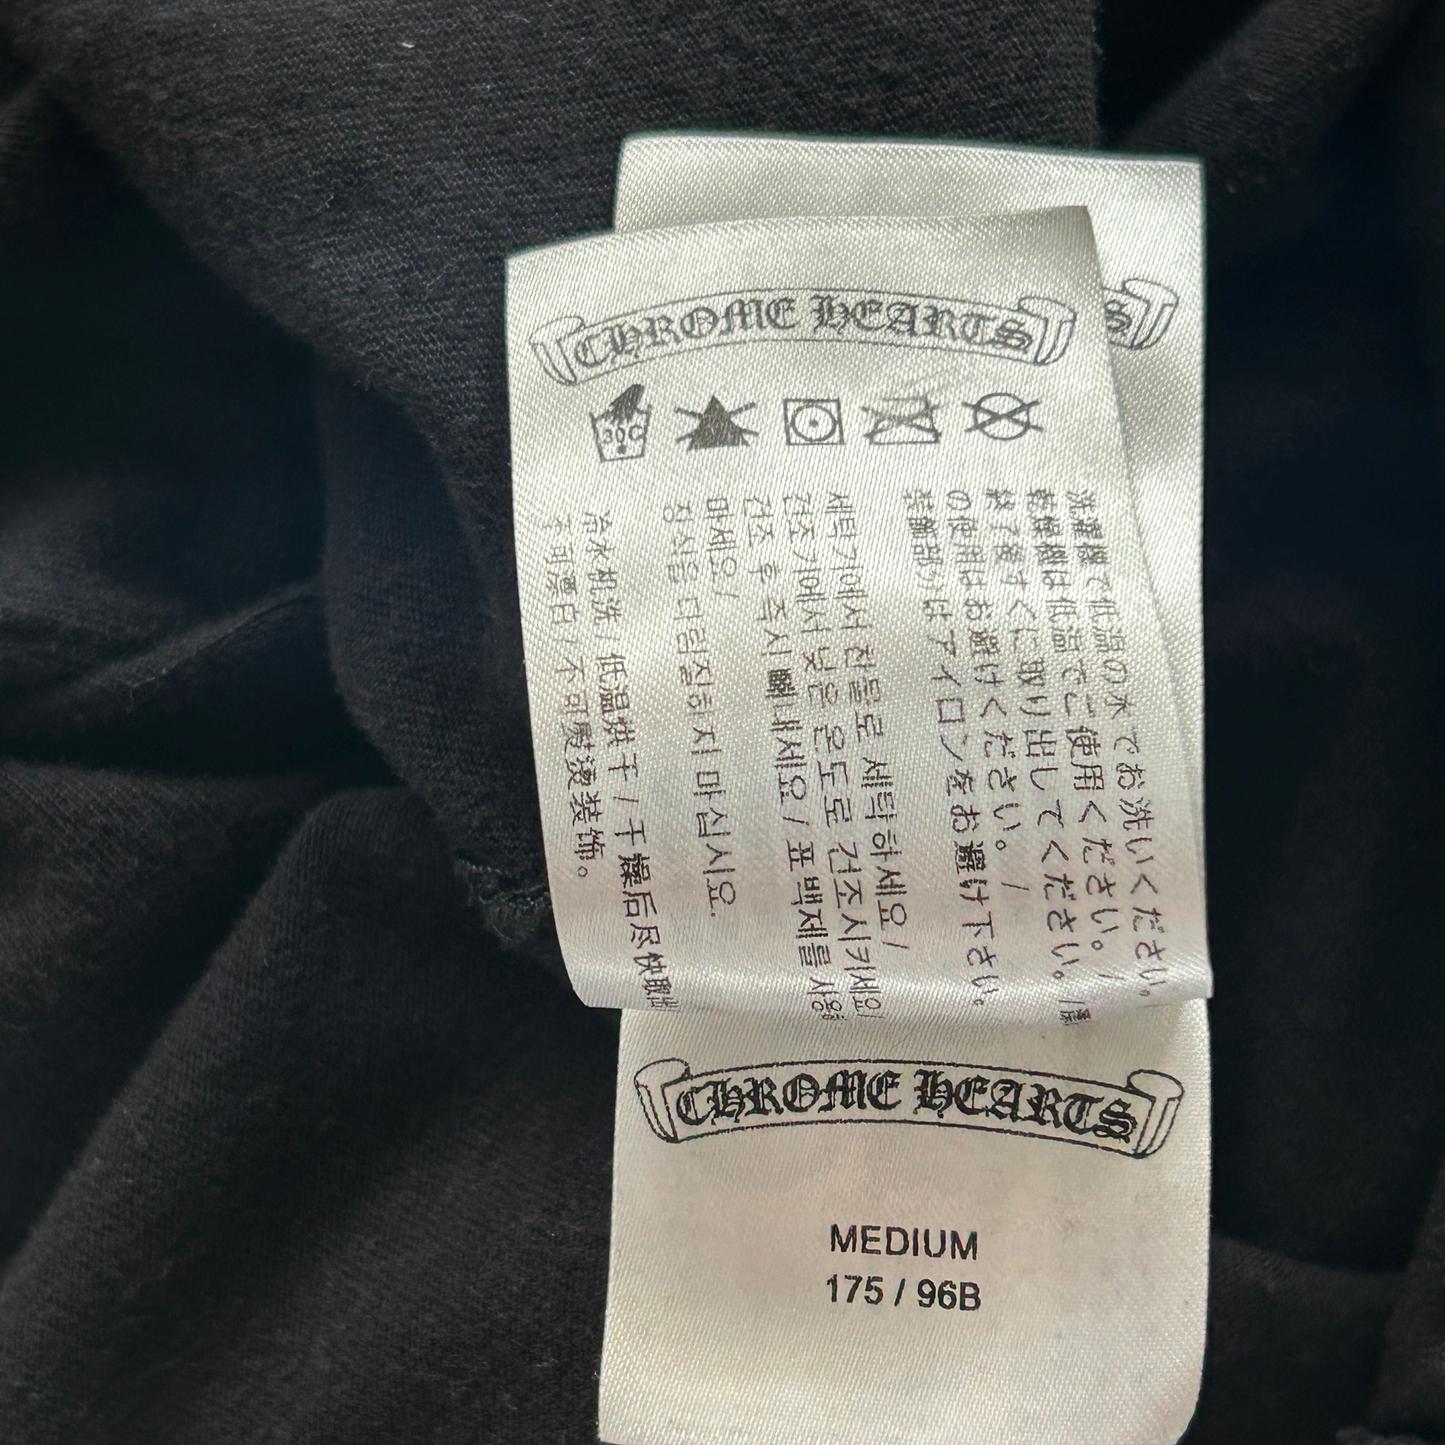 CHROME HEARTS
S
30C
洗濯機で低温の水でお洗いください。
乾燥機は低温でご使用ください。/
終了後すぐに取り出してください。/
の使用はお避けください。/
装飾部分はアイロンをお避け下さい。
세탁기에서 찬물로 세탁하세요/
건조기에서 낮은 온도로 건조시키세요/
건조 후 즉시 빼내세요/ 표백제를 사용
마세요/
장식을 다림질하지 마십시요.
冷水机洗/低温烘干/干燥后尽快取出
不可漂白/不可熨烫装饰。
CHROME HEARTS
MEDIUM
175 / 96B